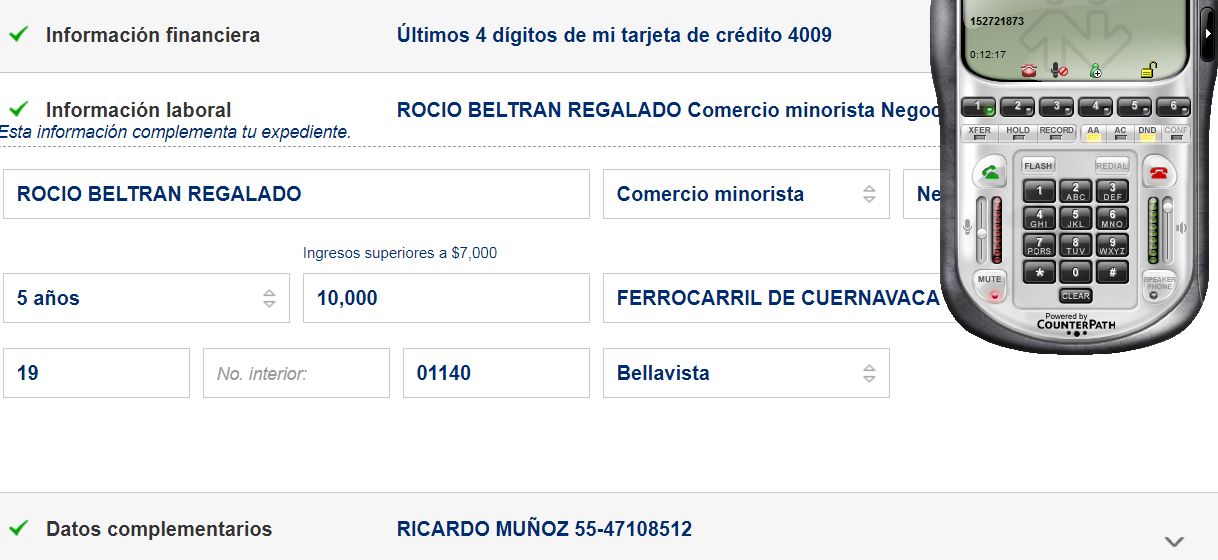 Información financiera
Últimos 4 dígitos de mi tarjeta de crédito 4009
Información laboral
ROCIO BELTRAN REGALADO Comercio minorista Negoc
Esta información complementa tu expediente.
ROCIO BELTRAN REGALADO
Comercio minorista
Ne
Ingresos superiores a $7,000
5 años
10,000
FERROCARRIL DE CUERNAVACA
19
No. interior:
01140
Bellavista
Datos complementarios
RICARDO MUÑOZ 55-47108512
152721873
0:12:17
1 2 3 4 5 6
XFER HOLD RECORD AA AC DND CONF
FLASH REDIAL
1 2 ABC 3 DEF
4 GHI 5 JKL 6 MNO
7 PQRS 8 TUV 9 WXYZ
* 0 #
MUTE
SPEAKER PHONE
CLEAR
Powered by
COUNTERPATH